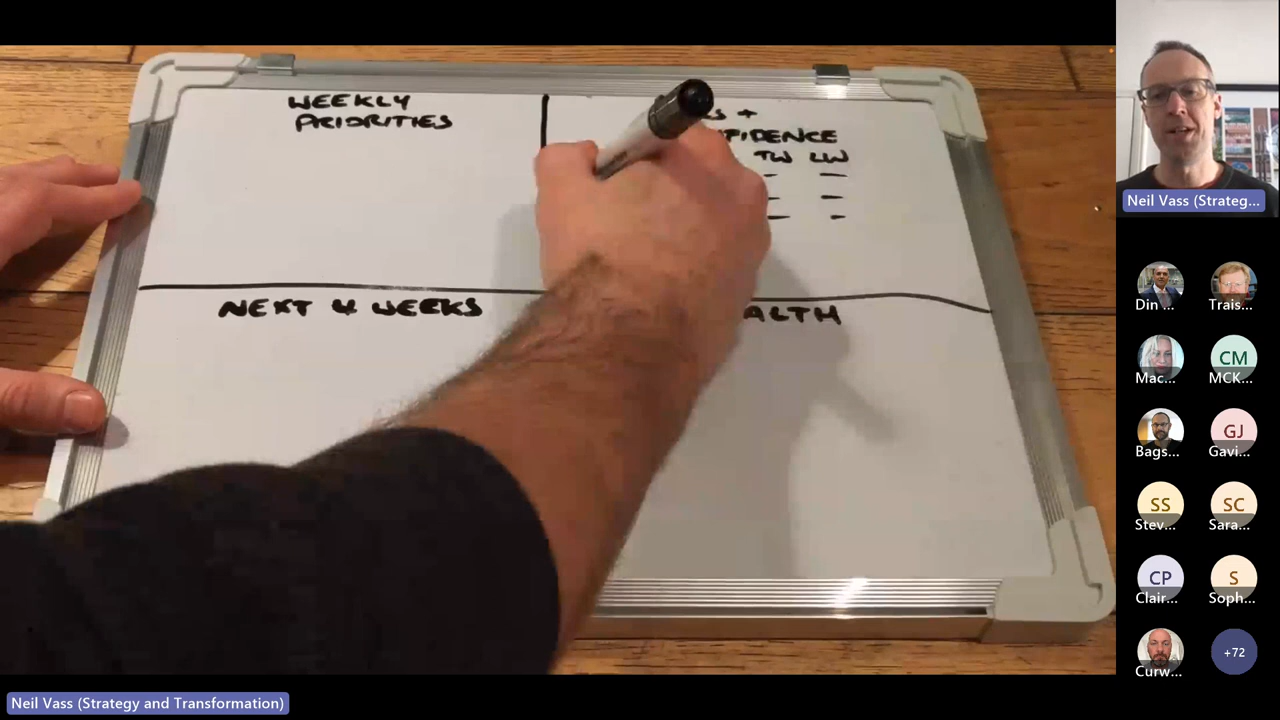 WEEKLY
PRIORITIES
+
TW LW
NEXT 4 WEEKS
Neil Vass (Strateg...
Din ...
Trais...
Mac...
CM
MCK...
Bags...
GJ
Gavi...
SS
Stev...
SC
Sara...
CP
Clair...
S
Soph...
Curw...
+72
Neil Vass (Strategy and Transformation)